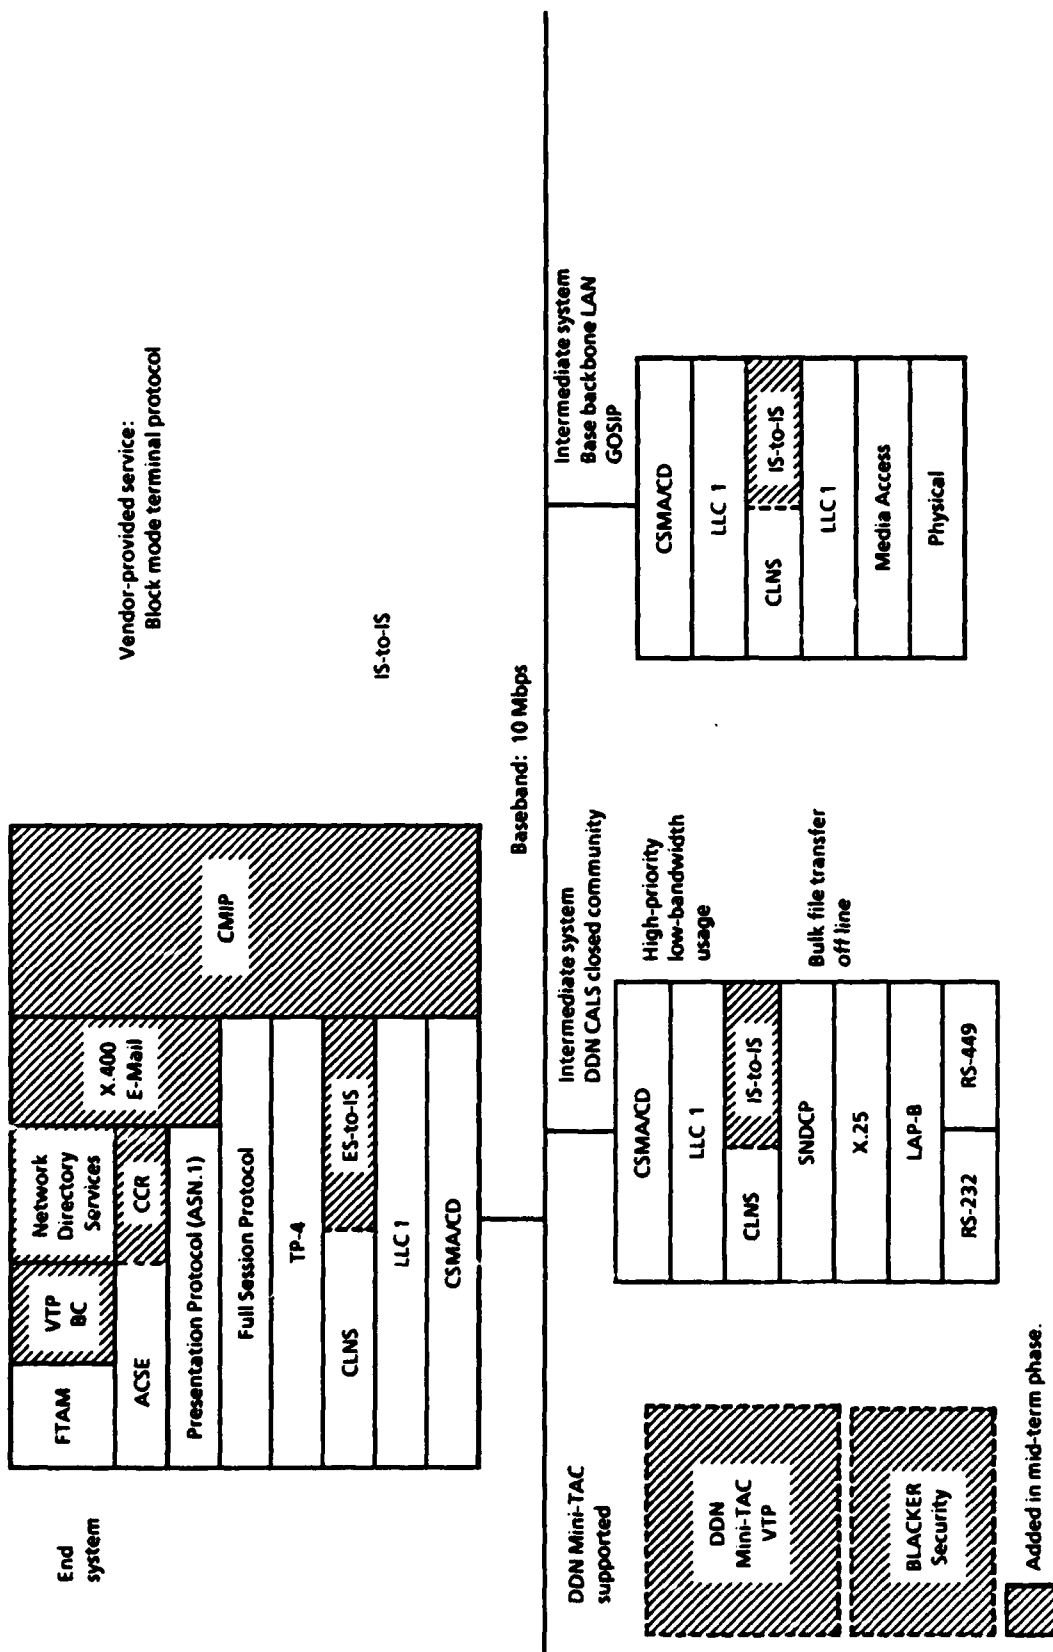 End
system
FTAM
VTP
BC
Network
Directory
Services
X.400
E-Mail
CMIP
ACSE
CCR
Presentation Protocol (ASN.1)
Full Session Protocol
TP-4
CLNS
ES-to-IS
LLC 1
CSMA/CD
Vendor-provided service:
Block mode terminal protocol
IS-to-IS
Baseband: 10 Mbps
DDN Mini-TAC
supported
DDN
Mini-TAC
VTP
BLACKER
Security
Intermediate system
DDN CALS closed community
CSMA/CD
LLC 1
CLNS
IS-to-IS
SNDCP
X.25
LAP-B
RS-232
RS-449
High-priority
low-bandwidth
usage
Bulk file transfer
off line
Intermediate system
Base backbone LAN
GOSIP
CSMA/CD
LLC 1
CLNS
IS-to-IS
LLC 1
Media Access
Physical
Added in mid-term phase.